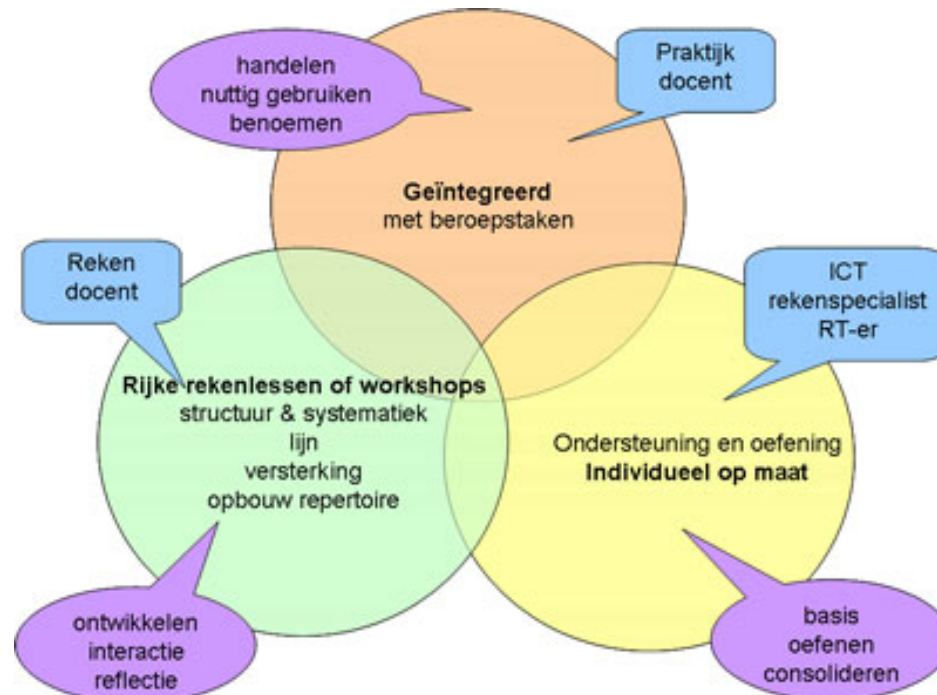 handelen
nuttig gebruiken
benoemen
Praktijk
docent
Geïntegreerd
met beroepstaken
Reken
docent
ICT
rekenspecialist
RT-er
Rijke rekenlessen of workshops
structuur & systematiek
lijn
versterking
opbouw repertoire
Ondersteuning en oefening
Individueel op maat
ontwikkelen
interactie
reflectie
basis
oefenen
consolideren